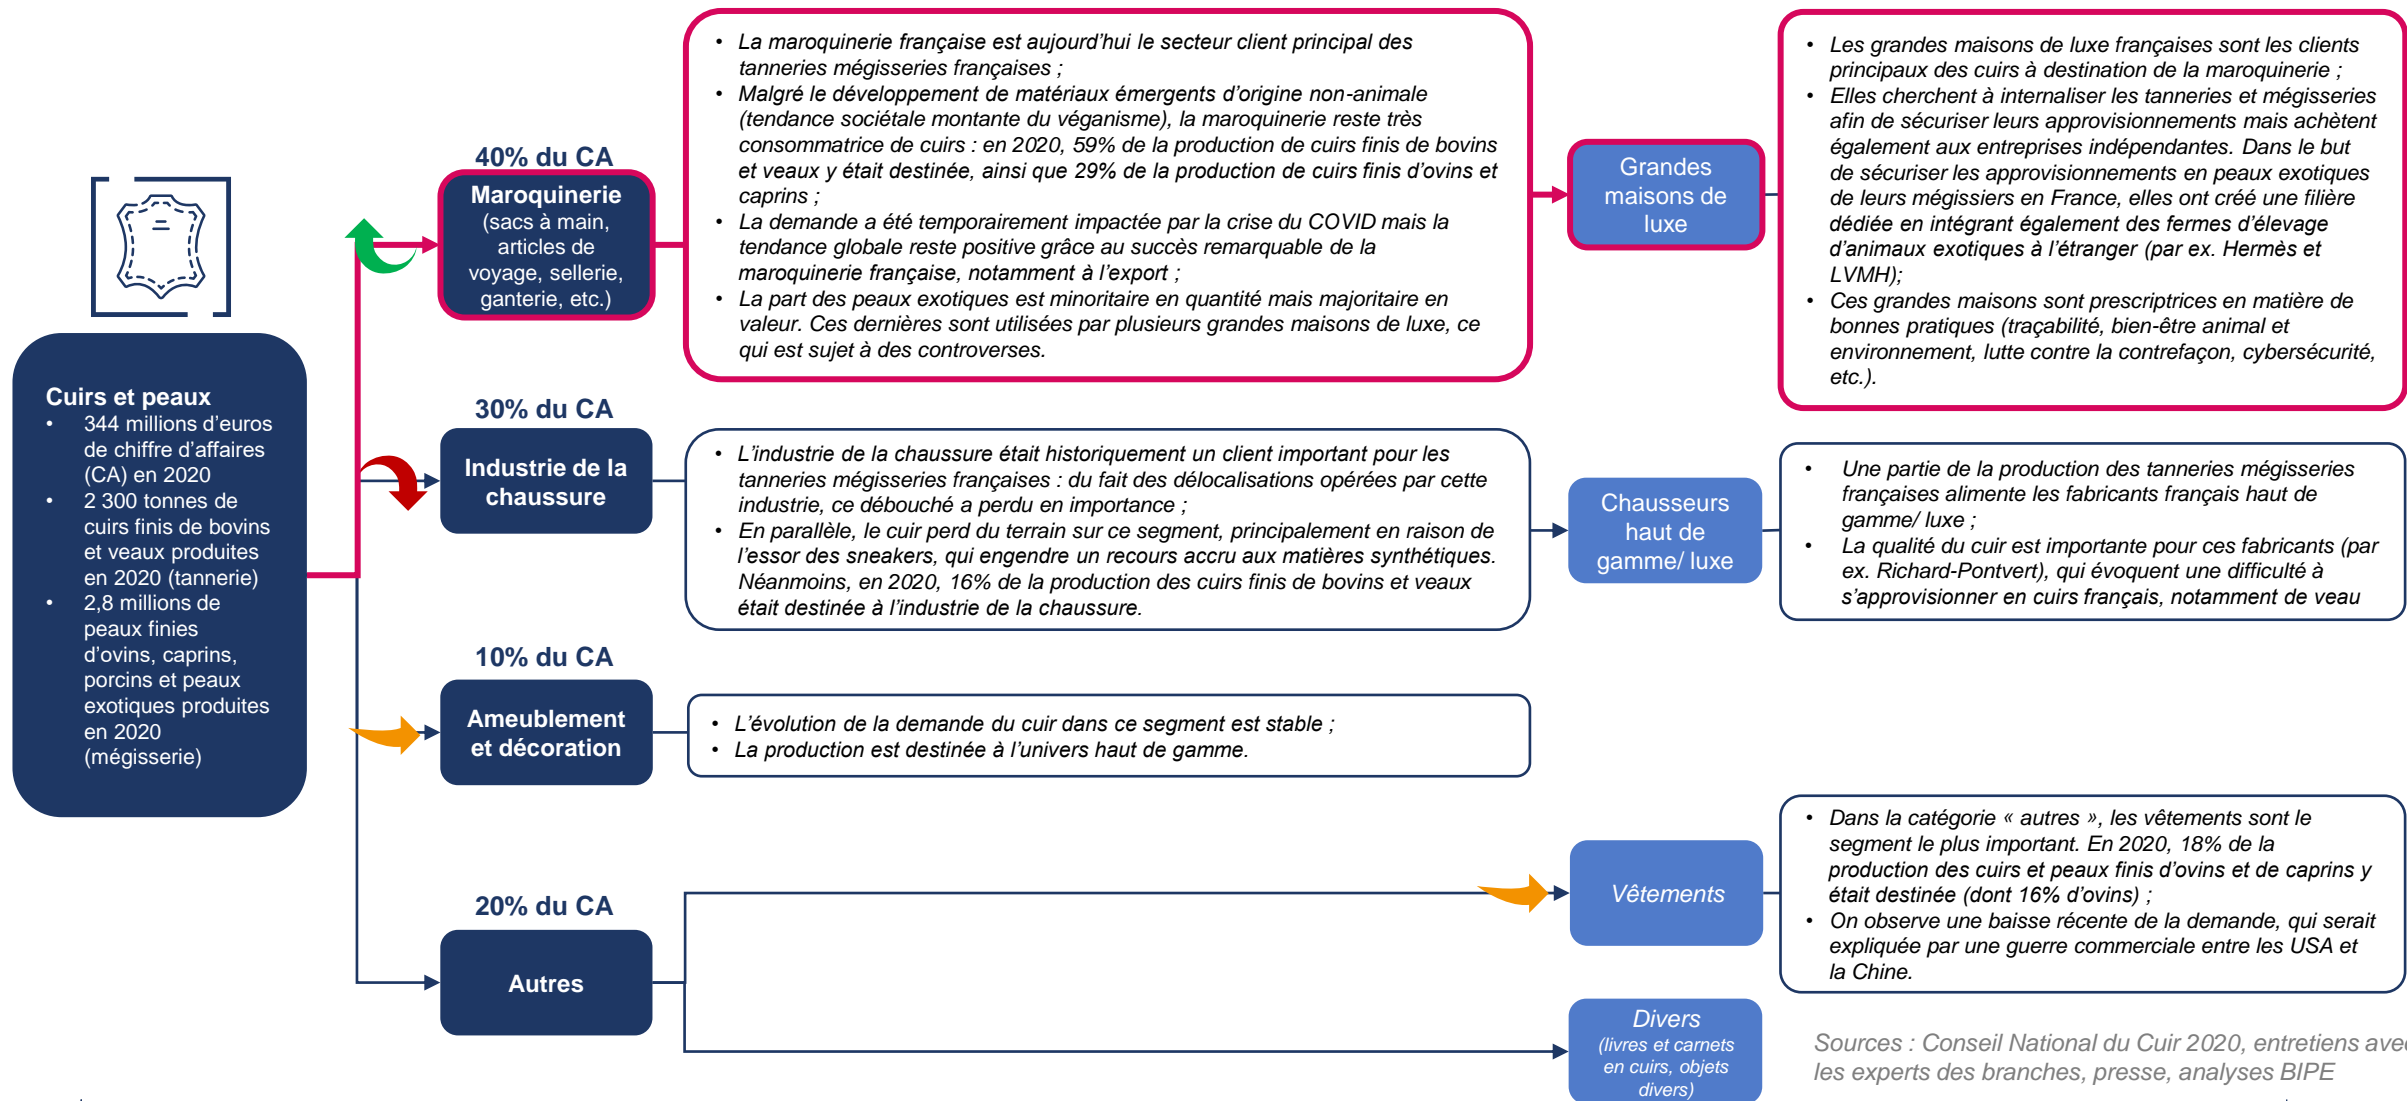 Cuirs et peaux
• 344 millions d'euros
de chiffre d'affaires
(CA) en 2020
• 2 300 tonnes de
cuirs finis de bovins
et veaux produites
en 2020 (tannerie)
• 2,8 millions de
peaux finies
d'ovins, caprins,
porcins et peaux
exotiques produites
en 2020
(mégisserie)
40% du CA
Maroquinerie
(sacs à main,
articles de
voyage, sellerie,
ganterie, etc.)
• La maroquinerie française est aujourd'hui le secteur client principal des
tanneries mégisseries françaises ;
• Malgré le développement de matériaux émergents d'origine non-animale
(tendance sociétale montante du véganisme), la maroquinerie reste très
consommatrice de cuirs : en 2020, 59% de la production de cuirs finis de bovins
et veaux y était destinée, ainsi que 29% de la production de cuirs finis d'ovins et
caprins ;
• La demande a été temporairement impactée par la crise du COVID mais la
tendance globale reste positive grâce au succès remarquable de la
maroquinerie française, notamment à l'export ;
• La part des peaux exotiques est minoritaire en quantité mais majoritaire en
valeur. Ces dernières sont utilisées par plusieurs grandes maisons de luxe, ce
qui est sujet à des controverses.
Grandes
maisons de
luxe
• Les grandes maisons de luxe françaises sont les clients
principaux des cuirs à destination de la maroquinerie ;
• Elles cherchent à internaliser les tanneries et mégisseries
afin de sécuriser leurs approvisionnements mais achètent
également aux entreprises indépendantes. Dans le but
de sécuriser les approvisionnements en peaux exotiques
de leurs mégissiers en France, elles ont créé une filière
dédiée en intégrant également des fermes d'élevage
d'animaux exotiques à l'étranger (par ex. Hermès et
LVMH);
• Ces grandes maisons sont prescriptrices en matière de
bonnes pratiques (traçabilité, bien-être animal et
environnement, lutte contre la contrefaçon, cybersécurité,
etc.).
30% du CA
Industrie de la
chaussure
• L'industrie de la chaussure était historiquement un client important pour les
tanneries mégisseries françaises : du fait des délocalisations opérées par cette
industrie, ce débouché a perdu en importance ;
• En parallèle, le cuir perd du terrain sur ce segment, principalement en raison de
l'essor des sneakers, qui engendre un recours accru aux matières synthétiques.
Néanmoins, en 2020, 16% de la production des cuirs finis de bovins et veaux
était destinée à l'industrie de la chaussure.
Chausseurs
haut de
gamme/ luxe
• Une partie de la production des tanneries mégisseries
françaises alimente les fabricants français haut de
gamme/ luxe ;
• La qualité du cuir est importante pour ces fabricants (par
ex. Richard-Pontvert), qui évoquent une difficulté à
s'approvisionner en cuirs français, notamment de veau
10% du CA
Ameublement
et décoration
• L'évolution de la demande du cuir dans ce segment est stable ;
• La production est destinée à l'univers haut de gamme.
20% du CA
Autres
Vêtements
• Dans la catégorie « autres », les vêtements sont le
segment le plus important. En 2020, 18% de la
production des cuirs et peaux finis d'ovins et de caprins y
était destinée (dont 16% d'ovins) ;
• On observe une baisse récente de la demande, qui serait
expliquée par une guerre commerciale entre les USA et
la Chine.
Divers
(livres et carnets
en cuirs, objets
divers)
Sources : Conseil National du Cuir 2020, entretiens avec
les experts des branches, presse, analyses BIPE